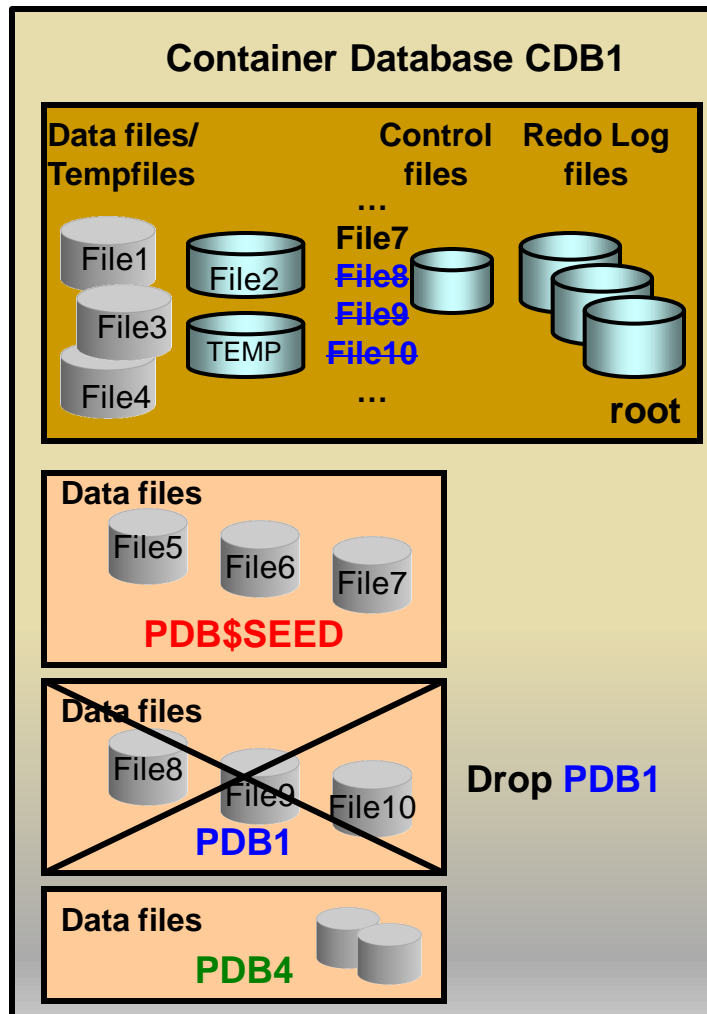 Container Database CDB1
Data files/
Tempfiles
Control
files
Redo Log
files
...
File7
File8
File9
File10
...
File1
File3
File4
File2
TEMP
root
Data files
File5
File6
File7
PDB$SEED
Data files
File8
File9
File10
PDB1
Drop PDB1
Data files
PDB4